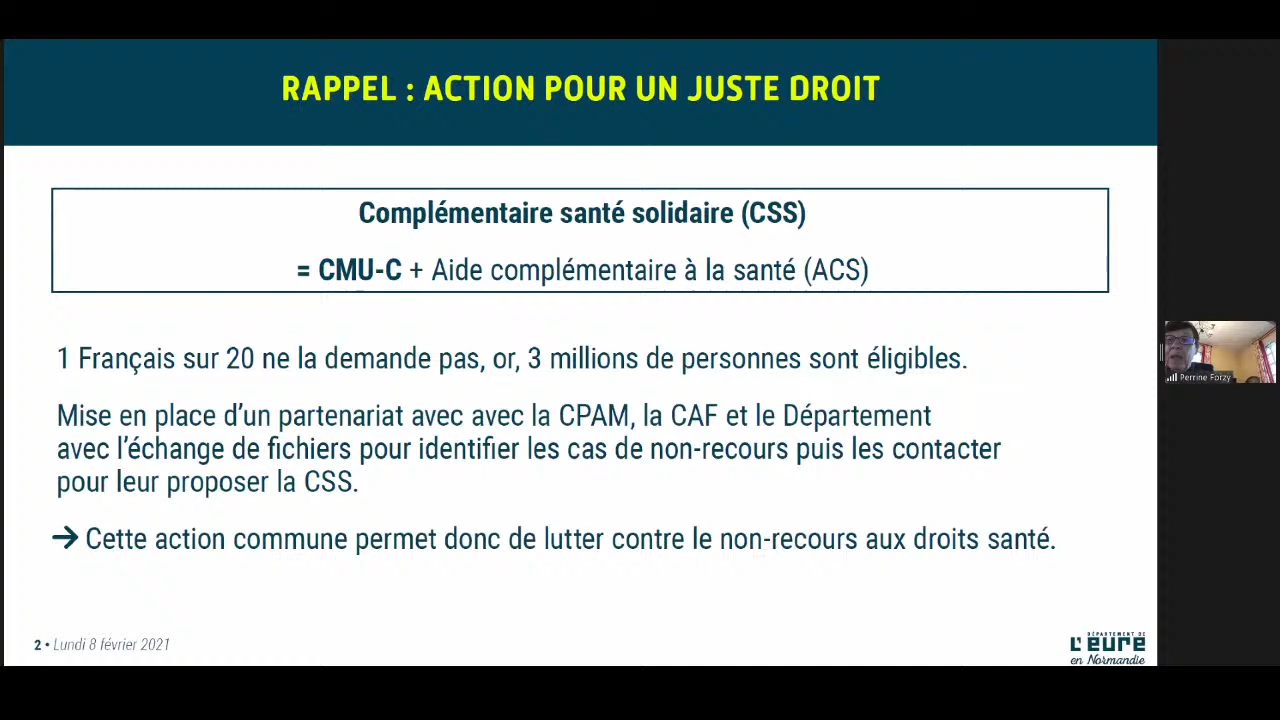 RAPPEL : ACTION POUR UN JUSTE DROIT
Complémentaire santé solidaire (CSS)
= CMU-C + Aide complémentaire à la santé (ACS)
1 Français sur 20 ne la demande pas, or, 3 millions de personnes sont éligibles.
Mise en place d’un partenariat avec avec la CPAM, la CAF et le Département
avec l’échange de fichiers pour identifier les cas de non-recours puis les contacter
pour leur proposer la CSS.
→ Cette action commune permet donc de lutter contre le non-recours aux droits santé.
2 • Lundi 8 février 2021
DÉPARTEMENT DE
L'eure
en Normandie
Perrine Forzy